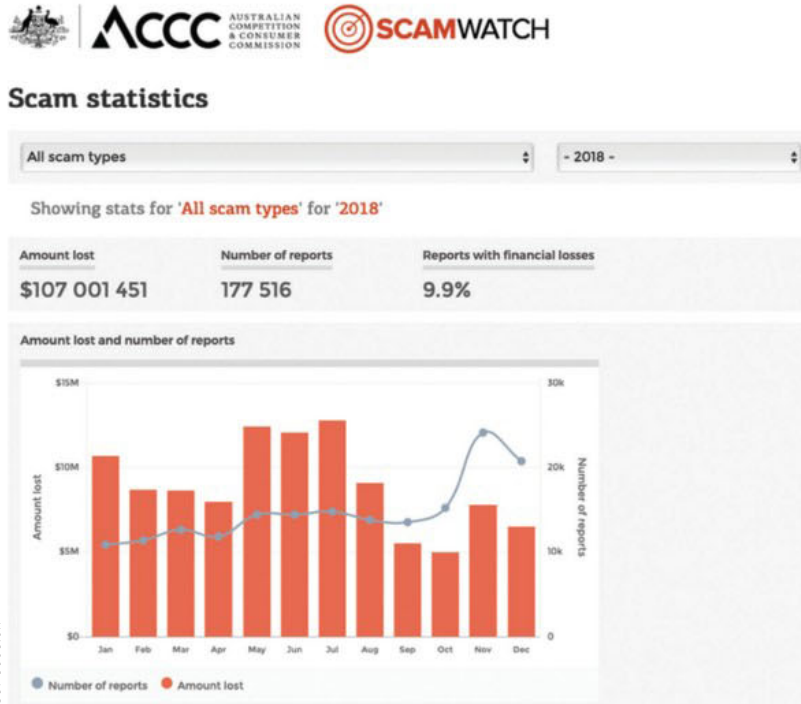 ACCC
AUSTRALIAN
COMPETITION
& CONSUMER
COMMISSION
SCAMWATCH
Scam statistics
All scam types
- 2018 -
Showing stats for 'All scam types' for '2018'
Amount lost Number of reports Reports with financial losses
$107 001 451 177 516 9.9%
Amount lost and number of reports
$15M 30k
$10M 20k
$5M 10k
$0 0
Amount lost
Number of reports
Jan Feb Mar Apr May Jun Jul Aug Sep Oct Nov Dec
Number of reports Amount lost